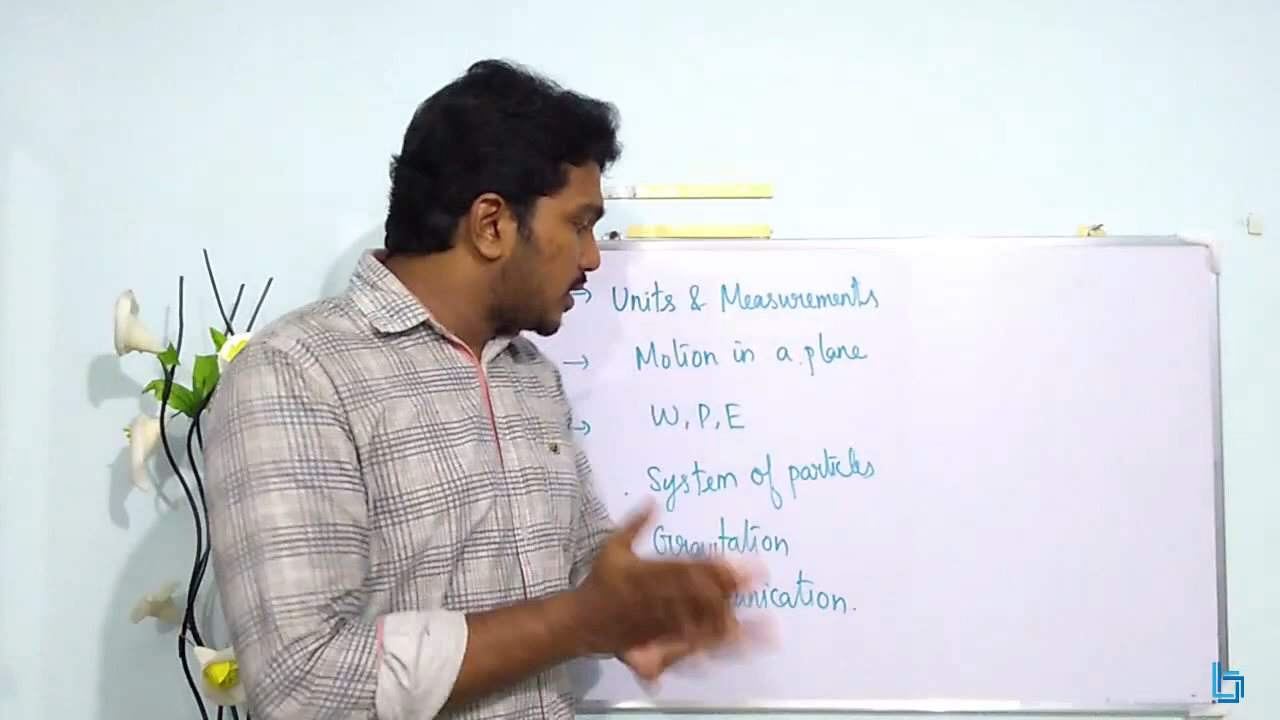 → Units & Measurements
→ Motion in a plane
→ W, P, E
System of particles
Gravitation